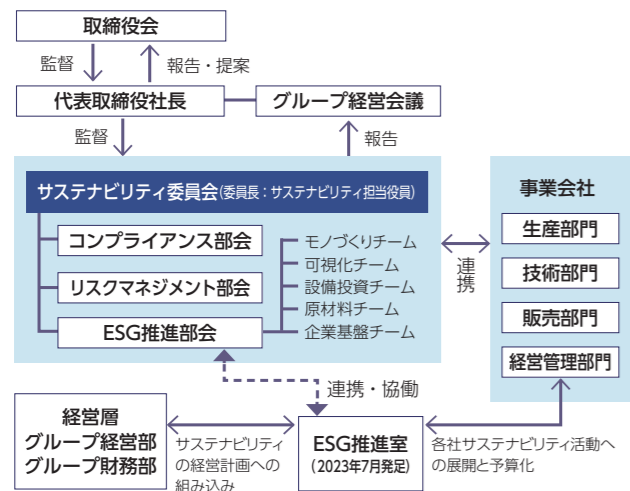 取締役会
監督
報告・提案
代表取締役社長
グループ経営会議
監督
報告
サステナビリティ委員会(委員長：サステナビリティ担当役員)
コンプライアンス部会
リスクマネジメント部会
ESG推進部会
モノづくりチーム
可視化チーム
設備投資チーム
原材料チーム
企業基盤チーム
連携
事業会社
生産部門
技術部門
販売部門
経営管理部門
連携・協働
経営層
グループ経営部
グループ財務部
サステナビリティ
の経営計画への
組み込み
ESG推進室
(2023年7月発足)
各社サステナビリティ活動へ
の展開と予算化